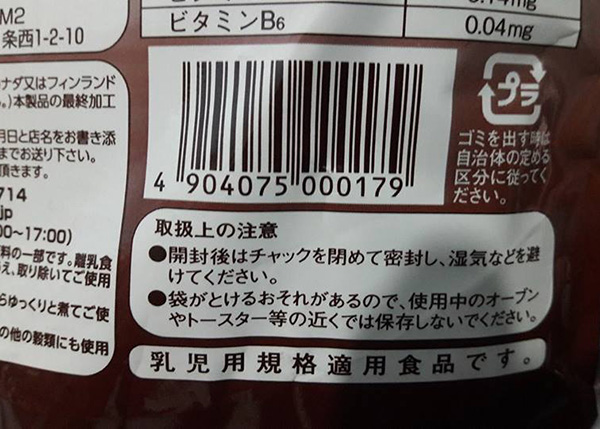 M2
条西1-2-10
ビタミンB₆ 0.04mg
ナダ又はフィンランド
。)本製品の最終加工
月日と店名をお書き添
までお送り下さい。
頂きます。
714
jp
00~17:00)
料の一部です。離乳食
え、取り除いてご使用
らゆっくりと煮てご使
の他の穀類にも使用
4 904075 000179
プラ
ゴミを出す時は
自治体の定める
区分に従ってく
ださい。
取扱上の注意
●開封後はチャックを閉めて密封し、湿気などを避
けてください。
●袋がとけるおそれがあるので、使用中のオーブン
やトースター等の近くでは保存しないでください。
乳児用規格適用食品です。